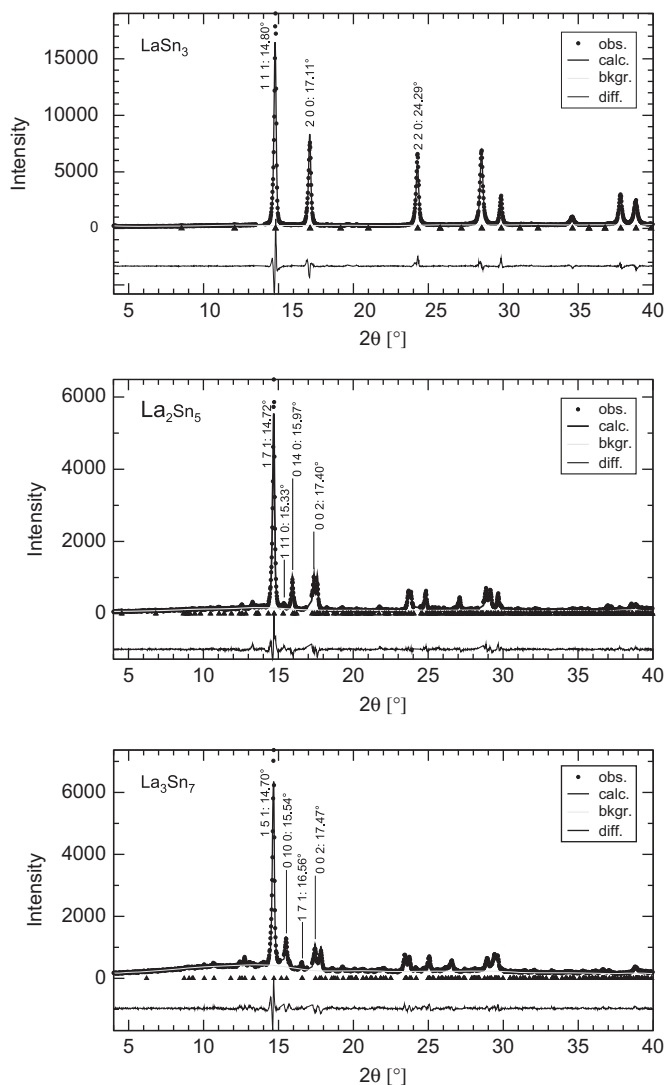 LaSn₃
1 1 1: 14.80°
2 0 0: 17.11°
2 2 0: 24.29°
obs.
calc.
bkgr.
diff.
Intensity
15000
10000
5000
0
5 10 15 20 25 30 35 40
2θ [°]
La₂Sn₅
1 7 1: 14.72°
1 11 0: 15.33°
0 14 0: 15.97°
0 0 2: 17.40°
obs.
calc.
bkgr.
diff.
Intensity
6000
4000
2000
0
5 10 15 20 25 30 35 40
2θ [°]
La₃Sn₇
1 5 1: 14.70°
0 10 0: 15.54°
1 7 1: 16.56°
0 0 2: 17.47°
obs.
calc.
bkgr.
diff.
Intensity
6000
4000
2000
0
5 10 15 20 25 30 35 40
2θ [°]